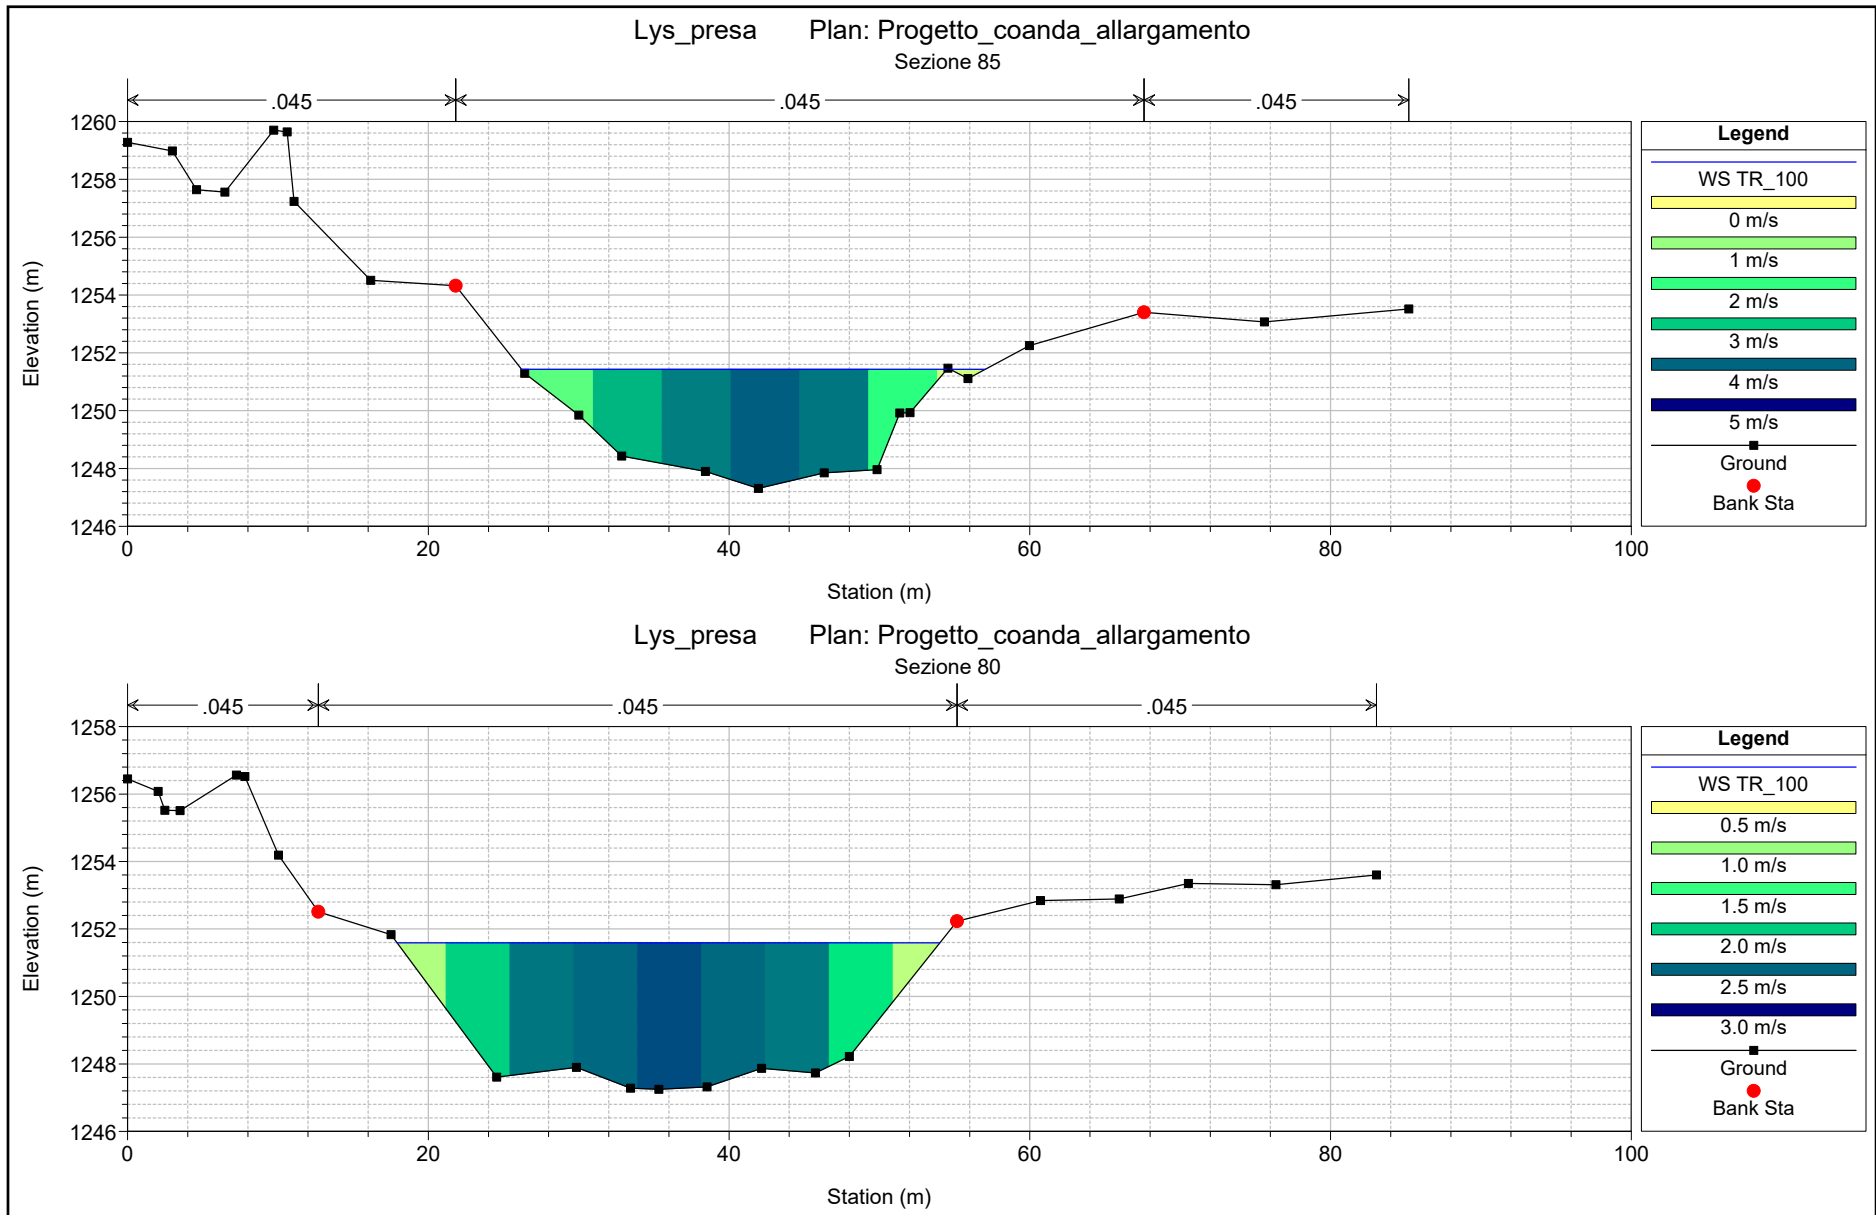 Lys_presa Plan: Progetto_coanda_allargamento
Sezione 85
.045 .045 .045
Elevation (m)
1260
1258
1256
1254
1252
1250
1248
1246
0 20 40 60 80 100
Station (m)
Legend
WS TR_100
0 m/s
1 m/s
2 m/s
3 m/s
4 m/s
5 m/s
Ground
Bank Sta
Lys_presa Plan: Progetto_coanda_allargamento
Sezione 80
.045 .045 .045
Elevation (m)
1258
1256
1254
1252
1250
1248
1246
0 20 40 60 80 100
Station (m)
Legend
WS TR_100
0.5 m/s
1.0 m/s
1.5 m/s
2.0 m/s
2.5 m/s
3.0 m/s
Ground
Bank Sta